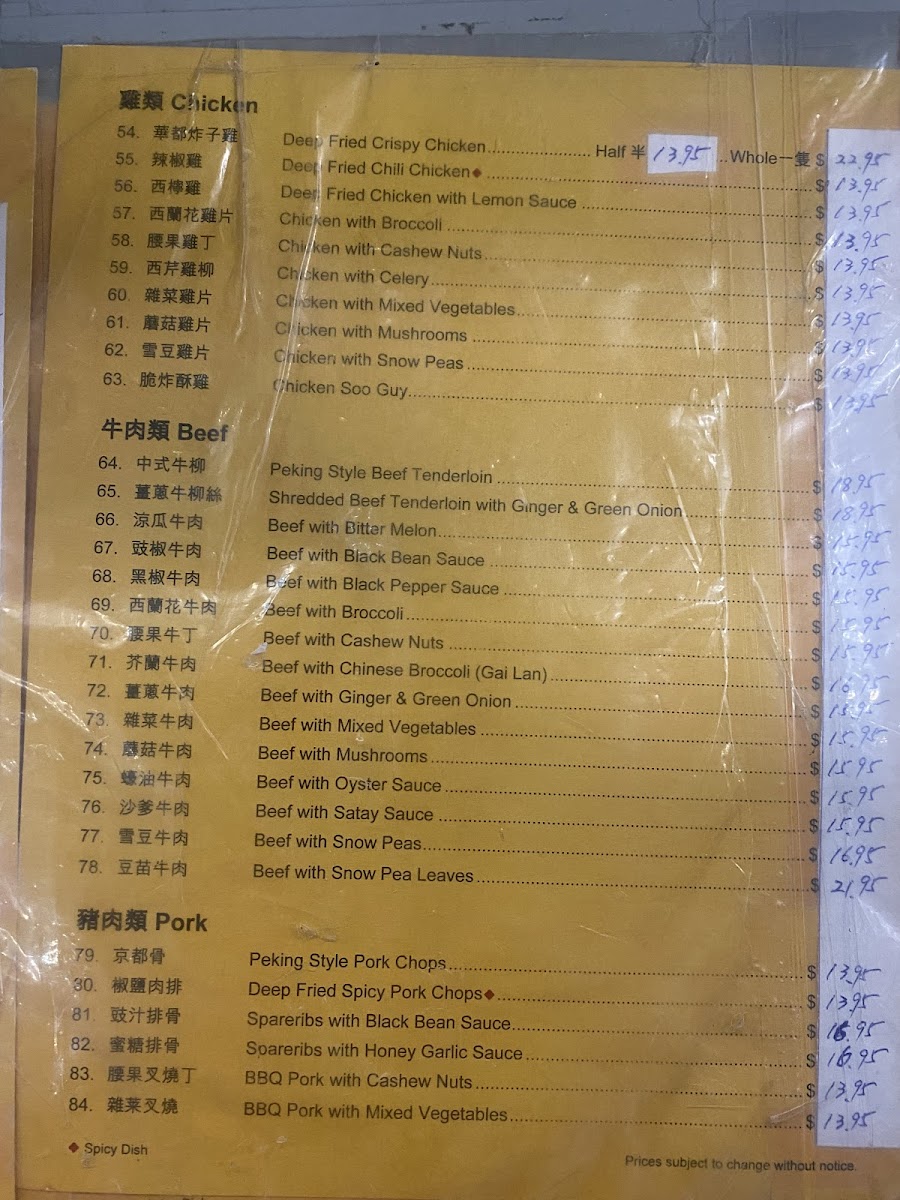 雞類 Chicken
54. 華都炸子雞 Deep Fried Crispy Chicken Half 半 13.95 Whole一隻 $ 22.95
55. 辣椒雞 Deep Fried Chili Chicken◆ $ 13.95
56. 西檸雞 Deep Fried Chicken with Lemon Sauce $ 13.95
57. 西蘭花雞片 Chicken with Broccoli $ 13.95
58. 腰果雞丁 Chicken with Cashew Nuts $ 13.95
59. 西芹雞柳 Chicken with Celery $ 13.95
60. 雜菜雞片 Chicken with Mixed Vegetables $ 13.95
61. 蘑菇雞片 Chicken with Mushrooms $ 13.95
62. 雪豆雞片 Chicken with Snow Peas $ 13.95
63. 脆炸酥雞 Chicken Soo Guy $ 13.95
牛肉類 Beef
64. 中式牛柳 Peking Style Beef Tenderloin $ 18.95
65. 薑蔥牛柳絲 Shredded Beef Tenderloin with Ginger & Green Onion $ 18.95
66. 涼瓜牛肉 Beef with Bitter Melon $ 15.95
67. 豉椒牛肉 Beef with Black Bean Sauce $ 15.95
68. 黑椒牛肉 Beef with Black Pepper Sauce $ 15.95
69. 西蘭花牛肉 Beef with Broccoli $ 15.95
70. 腰果牛丁 Beef with Cashew Nuts $ 15.95
71. 芥蘭牛肉 Beef with Chinese Broccoli (Gai Lan) $ 16.95
72. 薑蔥牛肉 Beef with Ginger & Green Onion $ 15.95
73. 雜菜牛肉 Beef with Mixed Vegetables $ 15.95
74. 蘑菇牛肉 Beef with Mushrooms $ 15.95
75. 蠔油牛肉 Beef with Oyster Sauce $ 15.95
76. 沙爹牛肉 Beef with Satay Sauce $ 15.95
77. 雪豆牛肉 Beef with Snow Peas $ 16.95
78. 豆苗牛肉 Beef with Snow Pea Leaves $ 21.95
豬肉類 Pork
79. 京都骨 Peking Style Pork Chops $ 13.95
80. 椒鹽肉排 Deep Fried Spicy Pork Chops◆ $ 13.95
81. 豉汁排骨 Spareribs with Black Bean Sauce $ 16.95
82. 蜜糖排骨 Spareribs with Honey Garlic Sauce $ 16.95
83. 腰果叉燒丁 BBQ Pork with Cashew Nuts $ 13.95
84. 雜菜叉燒 BBQ Pork with Mixed Vegetables $ 13.95
◆ Spicy Dish
Prices subject to change without notice.